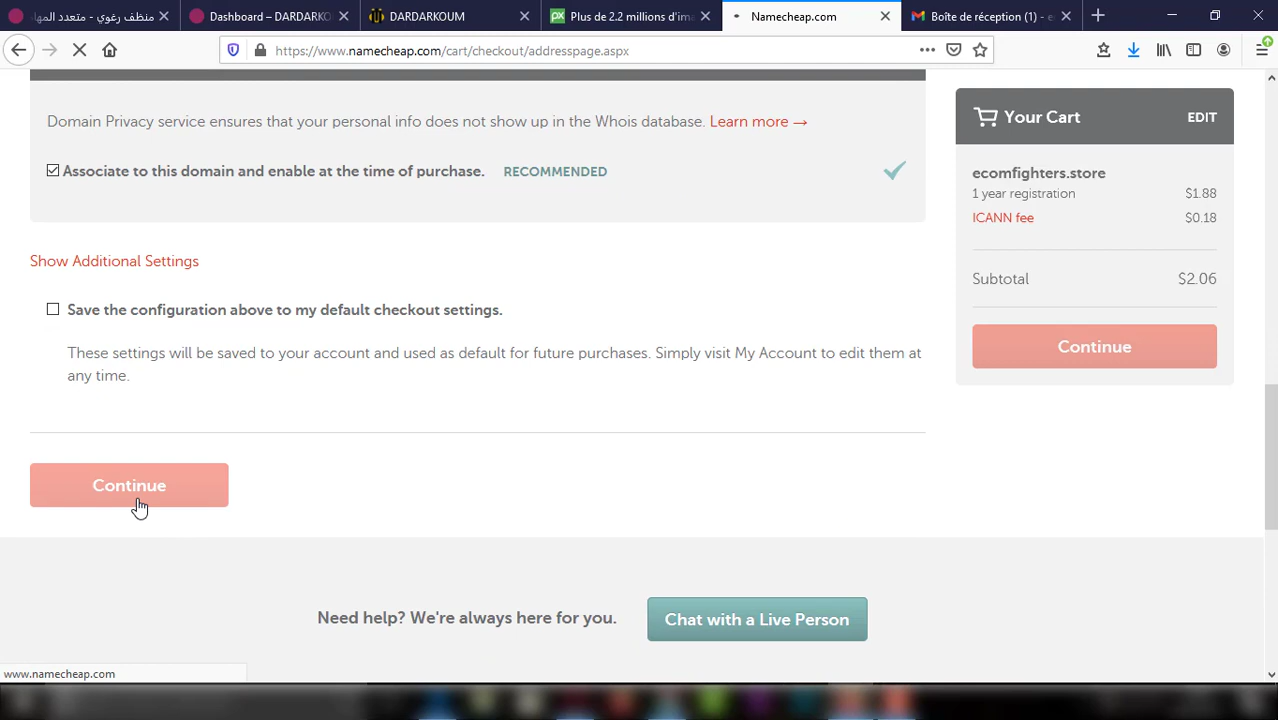 منظف رغوي - متعدد المها
Dashboard – DARDARKO
DARDARKOUM
Plus de 2.2 millions d'im
Namecheap.com
Boîte de réception (1) - e
https://www.namecheap.com/cart/checkout/addresspage.aspx
Domain Privacy service ensures that your personal info does not show up in the Whois database. Learn more →
Associate to this domain and enable at the time of purchase. RECOMMENDED
Show Additional Settings
Save the configuration above to my default checkout settings.
These settings will be saved to your account and used as default for future purchases. Simply visit My Account to edit them at
any time.
Continue
Your Cart EDIT
ecomfighters.store
1 year registration $1.88
ICANN fee $0.18
Subtotal $2.06
Continue
Need help? We're always here for you. Chat with a Live Person
www.namecheap.com